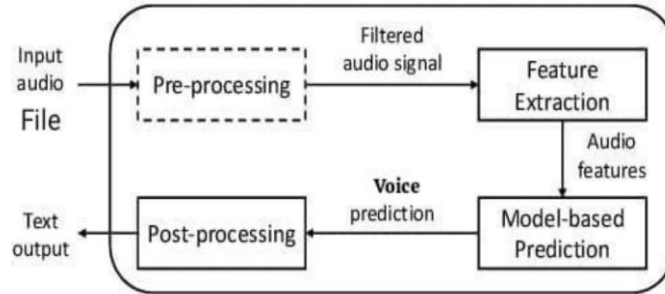 Input
audio
File
Pre-processing
Filtered
audio signal
Feature
Extraction
Audio
features
Model-based
Prediction
Voice
prediction
Post-processing
Text
output